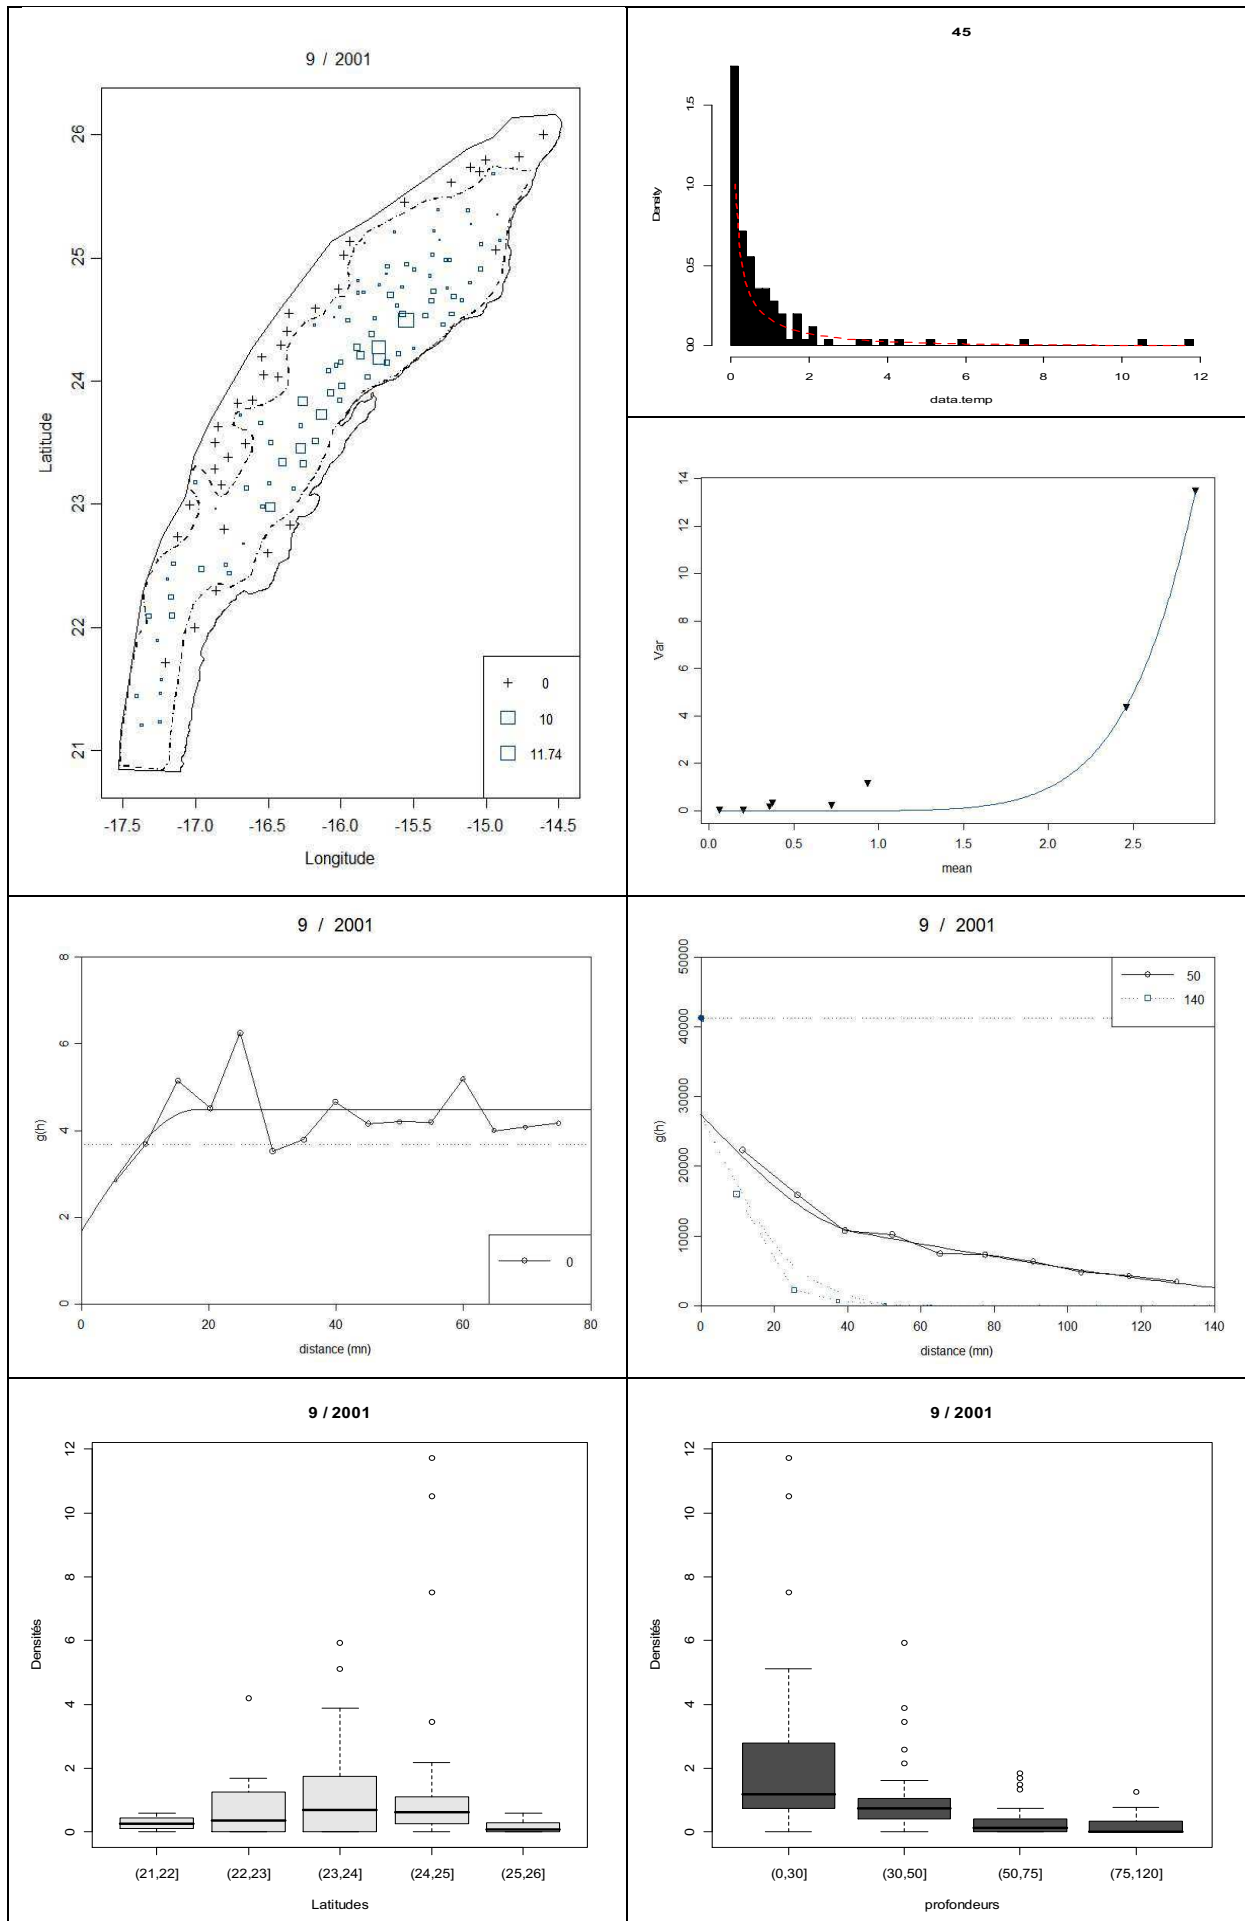 9 / 2001
Latitude
26
25
24
23
22
21
+ 0
10
11.74
-17.5 -17.0 -16.5 -16.0 -15.5 -15.0 -14.5
Longitude
45
Density
1.5
1.0
0.5
0.0
0 2 4 6 8 10 12
data.temp
Var
14
12
10
8
6
4
2
0
0.0 0.5 1.0 1.5 2.0 2.5
mean
9 / 2001
g(h)
8
6
4
2
0
0
0 20 40 60 80
distance (mn)
9 / 2001
g(h)
50000
40000
30000
20000
10000
0
50
140
0 20 40 60 80 100 120 140
distance (mn)
9 / 2001
Densités
12
10
8
6
4
2
0
(21,22] (22,23] (23,24] (24,25] (25,26]
Latitudes
9 / 2001
Densités
12
10
8
6
4
2
0
(0,30] (30,50] (50,75] (75,120]
profondeurs